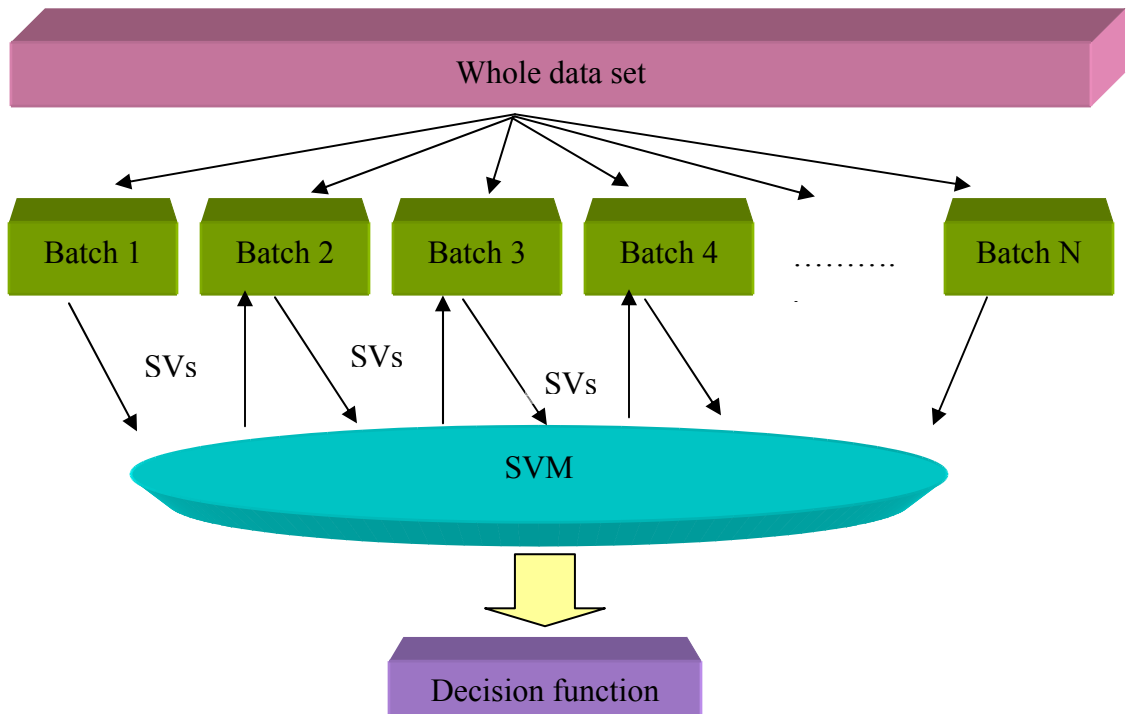 Whole data set
Batch 1
Batch 2
Batch 3
Batch 4
..........
Batch N
.
SVs
SVs
SVs
SVM
Decision function